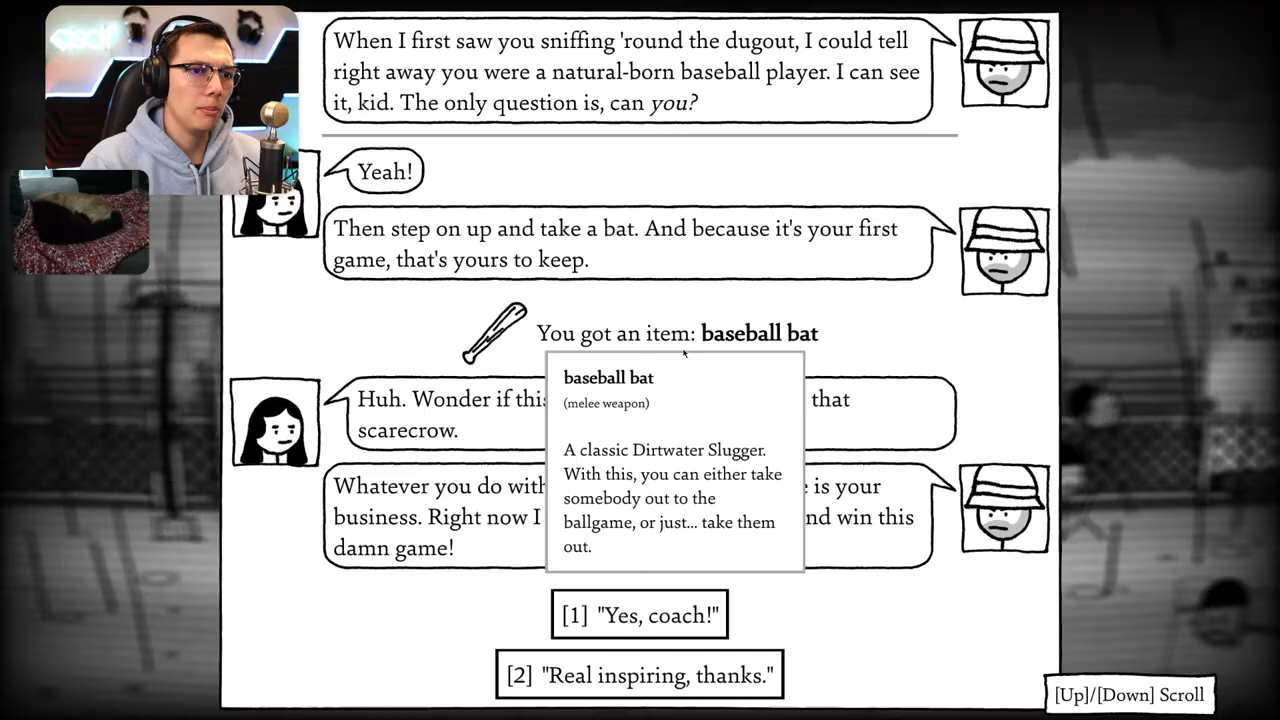 When I first saw you sniffing 'round the dugout, I could tell
right away you were a natural-born baseball player. I can see
it, kid. The only question is, can you?
Yeah!
Then step on up and take a bat. And because it's your first
game, that's yours to keep.
You got an item: baseball bat
baseball bat
(melee weapon)
A classic Dirtwater Slugger.
With this, you can either take
somebody out to the
ballgame, or just... take them
out.
Huh. Wonder if this that
scarecrow.
Whatever you do with is your
business. Right now I nd win this
damn game!
[1] "Yes, coach!"
[2] "Real inspiring, thanks."
[Up]/[Down] Scroll